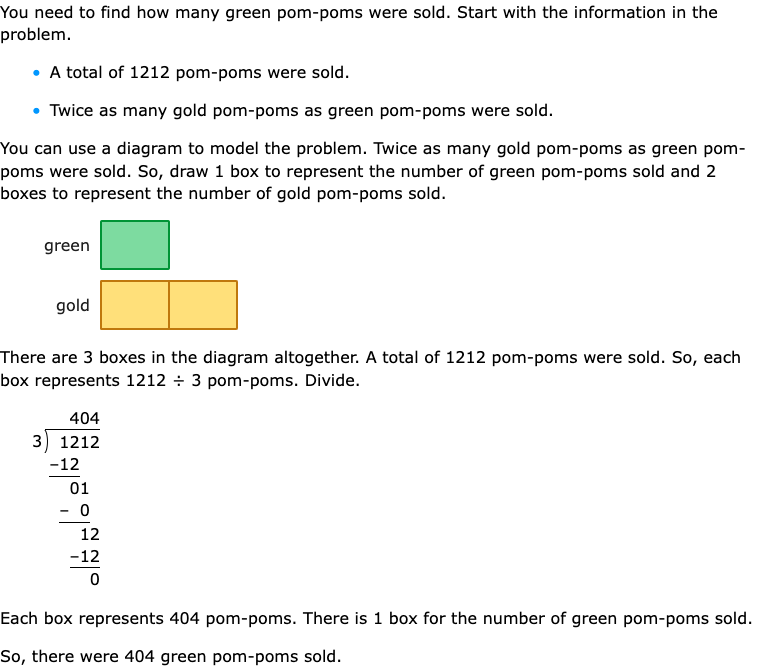 You need to find how many green pom-poms were sold. Start with the information in the
problem.
• A total of 1212 pom-poms were sold.
• Twice as many gold pom-poms as green pom-poms were sold.
You can use a diagram to model the problem. Twice as many gold pom-poms as green pom-
poms were sold. So, draw 1 box to represent the number of green pom-poms sold and 2
boxes to represent the number of gold pom-poms sold.
green
gold
There are 3 boxes in the diagram altogether. A total of 1212 pom-poms were sold. So, each
box represents 1212 ÷ 3 pom-poms. Divide.
404
3) 1212
−12
01
− 0
12
−12
0
Each box represents 404 pom-poms. There is 1 box for the number of green pom-poms sold.
So, there were 404 green pom-poms sold.